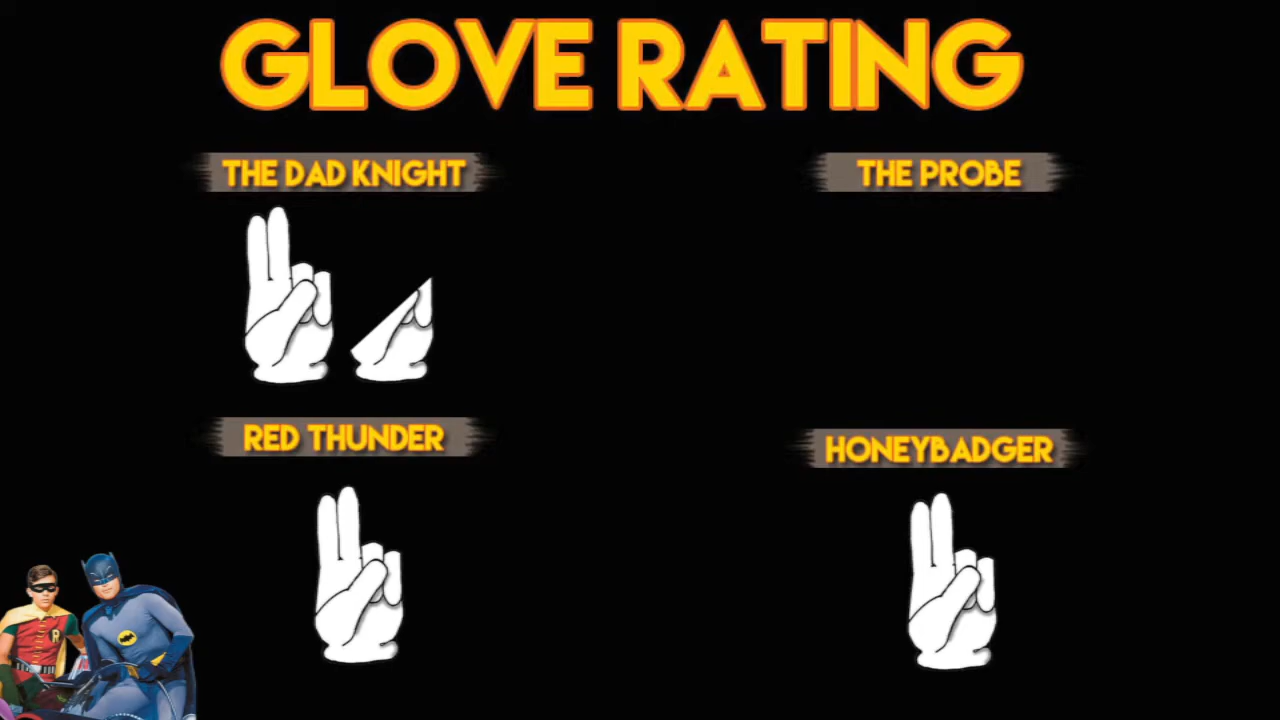 GLOVE RATING
THE DAD KNIGHT
THE PROBE
RED THUNDER
HONEYBADGER
R